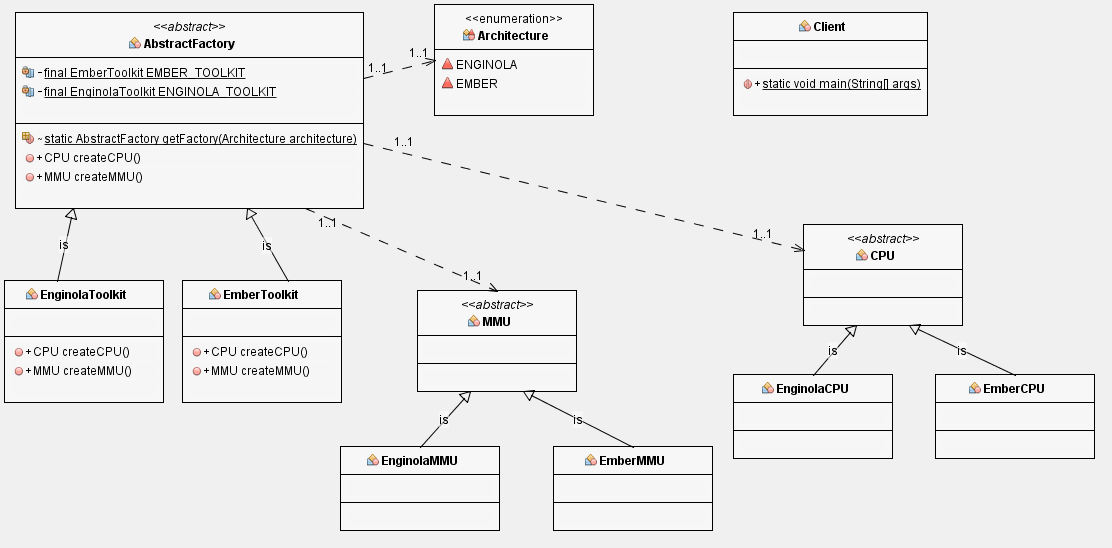 <<abstract>>
AbstractFactory
- final EmberToolkit EMBER_TOOLKIT
- final EnginolaToolkit ENGINOLA_TOOLKIT
~ static AbstractFactory getFactory(Architecture architecture)
+ CPU createCPU()
+ MMU createMMU()
1..1
1..1
<<enumeration>>
Architecture
ENGINOLA
EMBER
Client
+ static void main(String[] args)
1..1
1..1
1..1
1..1
is
is
EnginolaToolkit
+ CPU createCPU()
+ MMU createMMU()
EmberToolkit
+ CPU createCPU()
+ MMU createMMU()
<<abstract>>
MMU
is
is
EnginolaMMU
EmberMMU
<<abstract>>
CPU
is
is
EnginolaCPU
EmberCPU